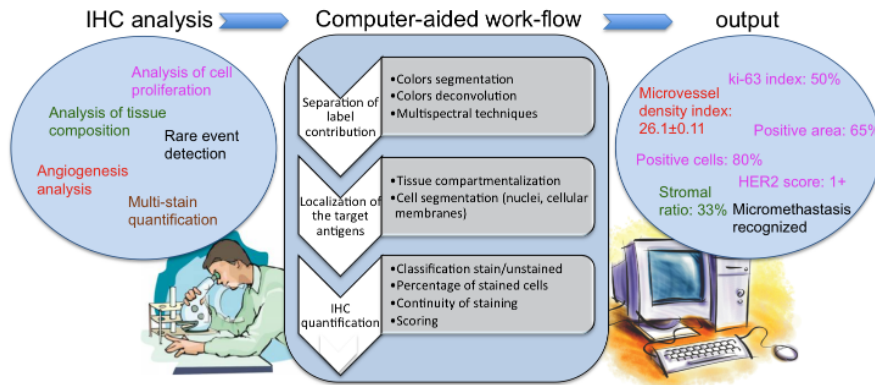 IHC analysis
Computer-aided work-flow
output
Analysis of cell
proliferation
Analysis of tissue
composition
Rare event
detection
Angiogenesis
analysis
Multi-stain
quantification
Separation of
label
contribution
•Colors segmentation
•Colors deconvolution
•Multispectral techniques
Localization of
the target
antigens
•Tissue compartmentalization
•Cell segmentation (nuclei, cellular
membranes)
IHC
quantification
•Classification stain/unstained
•Percentage of stained cells
•Continuity of staining
•Scoring
ki-63 index: 50%
Microvessel
density index:
26.1±0.11
Positive area: 65%
Positive cells: 80%
HER2 score: 1+
Stromal
ratio: 33%
Micromethastasis
recognized